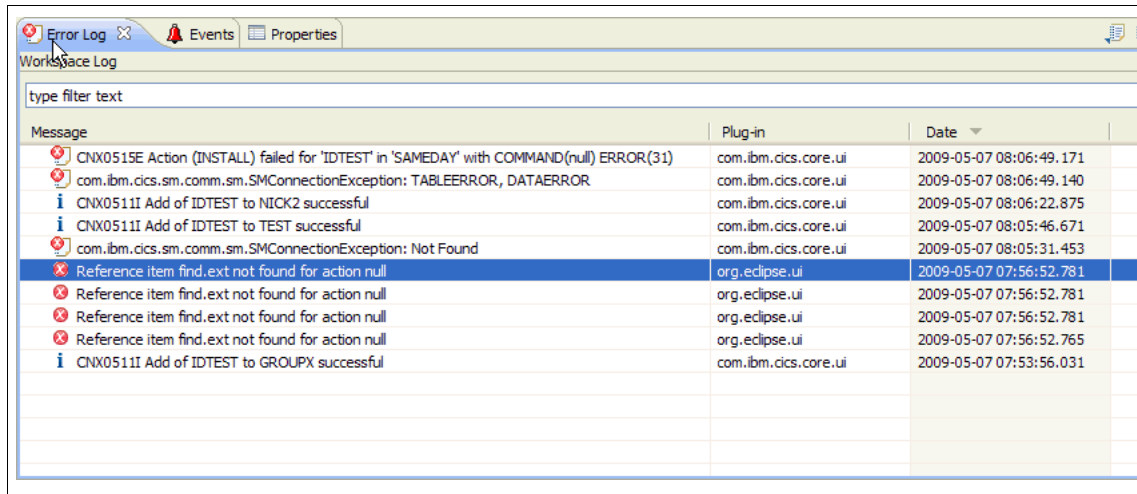 Error Log Events Properties
Workspace Log
type filter text
Message Plug-in Date
CNX0515E Action (INSTALL) failed for 'IDTEST' in 'SAMEDAY' with COMMAND(null) ERROR(31) com.ibm.cics.core.ui 2009-05-07 08:06:49.171
com.ibm.cics.sm.comm.sm.SMConnectionException: TABLEERROR, DATAERROR com.ibm.cics.core.ui 2009-05-07 08:06:49.140
CNX0511I Add of IDTEST to NICK2 successful com.ibm.cics.core.ui 2009-05-07 08:06:22.875
CNX0511I Add of IDTEST to TEST successful com.ibm.cics.core.ui 2009-05-07 08:05:46.671
com.ibm.cics.sm.comm.sm.SMConnectionException: Not Found com.ibm.cics.core.ui 2009-05-07 08:05:31.453
Reference item find.ext not found for action null org.eclipse.ui 2009-05-07 07:56:52.781
Reference item find.ext not found for action null org.eclipse.ui 2009-05-07 07:56:52.781
Reference item find.ext not found for action null org.eclipse.ui 2009-05-07 07:56:52.781
Reference item find.ext not found for action null org.eclipse.ui 2009-05-07 07:56:52.765
CNX0511I Add of IDTEST to GROUPX successful com.ibm.cics.core.ui 2009-05-07 07:53:56.031